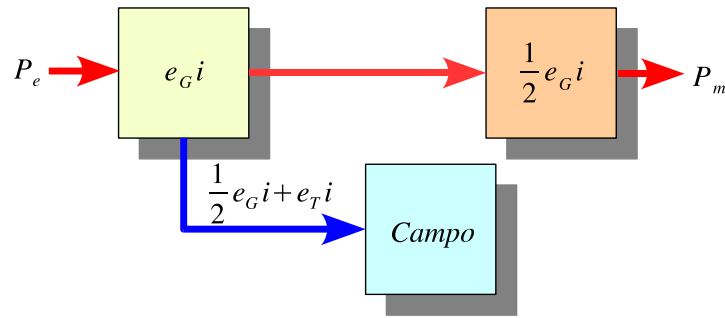 P_e
e_G i
1/2 e_G i
P_m
1/2 e_G i + e_T i
Campo